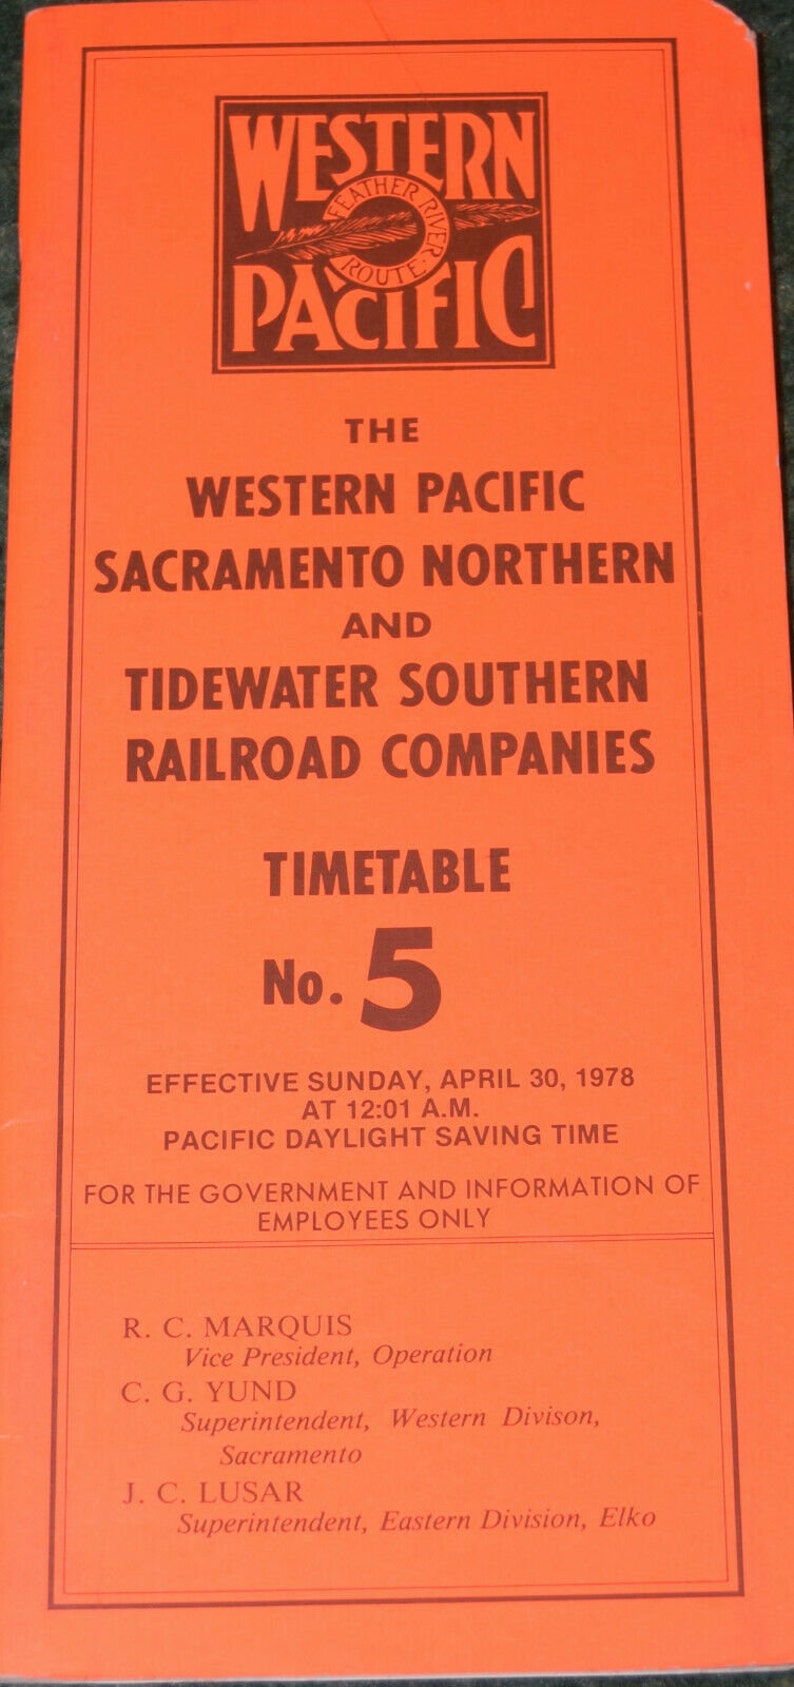 WESTERN
FEATHER RIVER
ROUTE
PACIFIC
THE
WESTERN PACIFIC
SACRAMENTO NORTHERN
AND
TIDEWATER SOUTHERN
RAILROAD COMPANIES
TIMETABLE
No. 5
EFFECTIVE SUNDAY, APRIL 30, 1978
AT 12:01 A.M.
PACIFIC DAYLIGHT SAVING TIME
FOR THE GOVERNMENT AND INFORMATION OF
EMPLOYEES ONLY
R. C. MARQUIS
Vice President, Operation
C. G. YUND
Superintendent, Western Divison,
Sacramento
J. C. LUSAR
Superintendent, Eastern Division, Elko